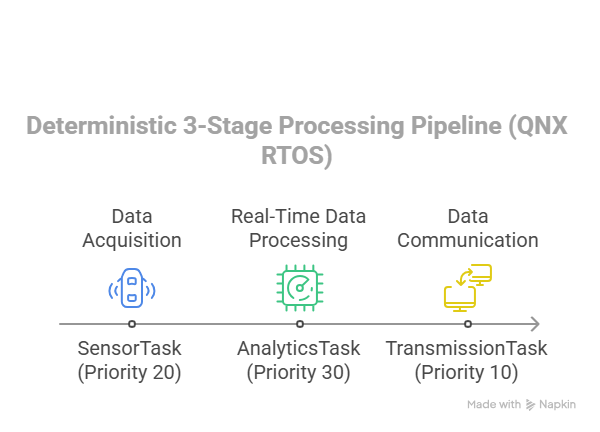 Deterministic 3-Stage Processing Pipeline (QNX
RTOS)
Data
Acquisition
Real-Time Data
Processing
Data
Communication
SensorTask
(Priority 20)
AnalyticsTask
(Priority 30)
TransmissionTask
(Priority 10)
Made with Napkin